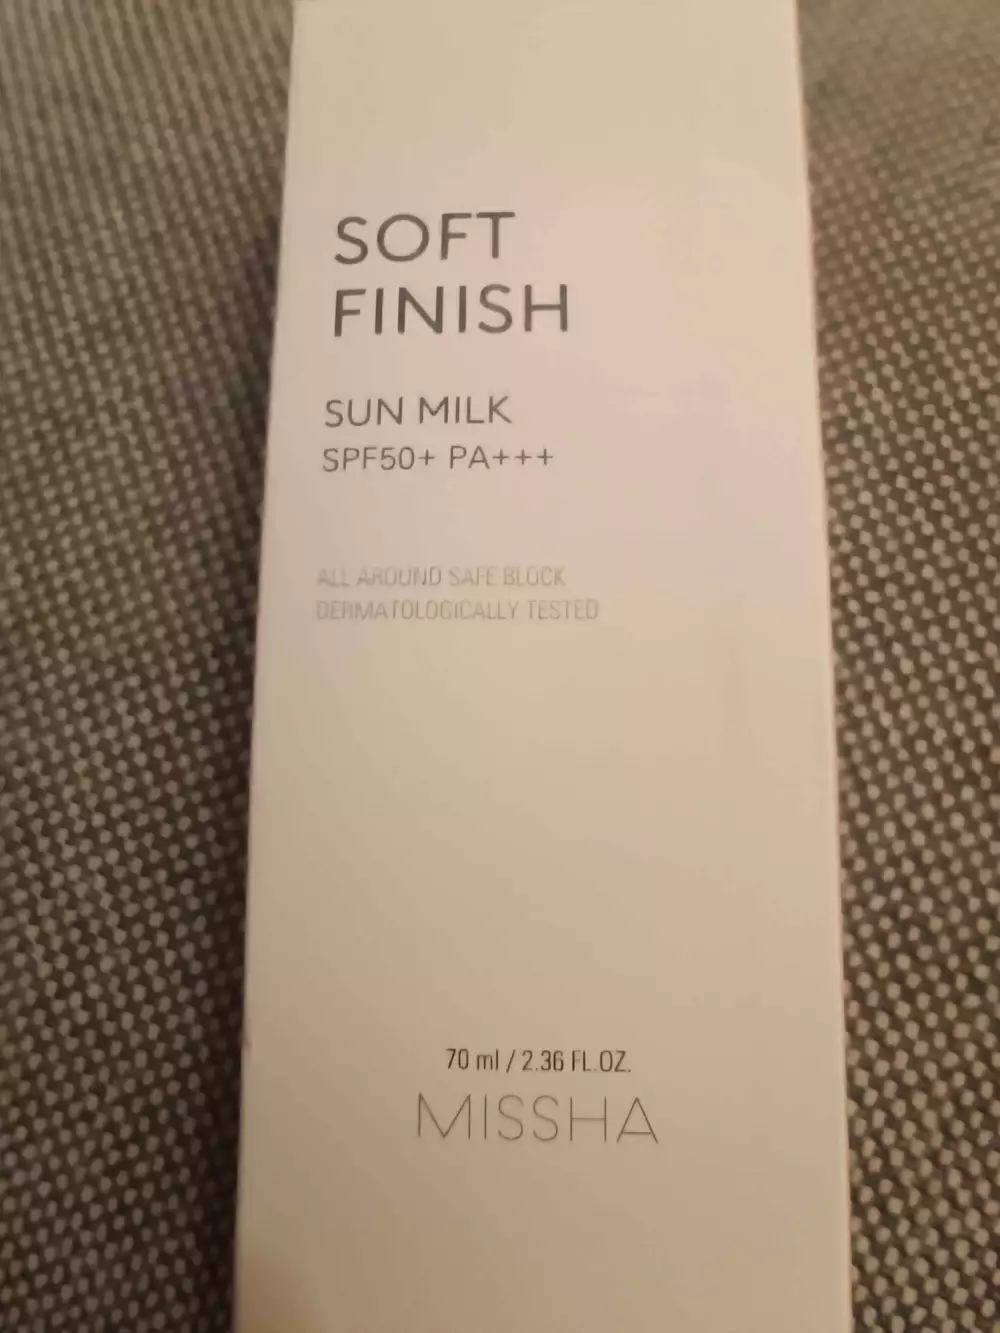 SOFT
FINISH
SUN MILK
SPF50+ PA+++
ALL AROUND SAFE BLOCK
DERMATOLOGICALLY TESTED
70 ml / 2.36 FL.OZ.
MISSHA